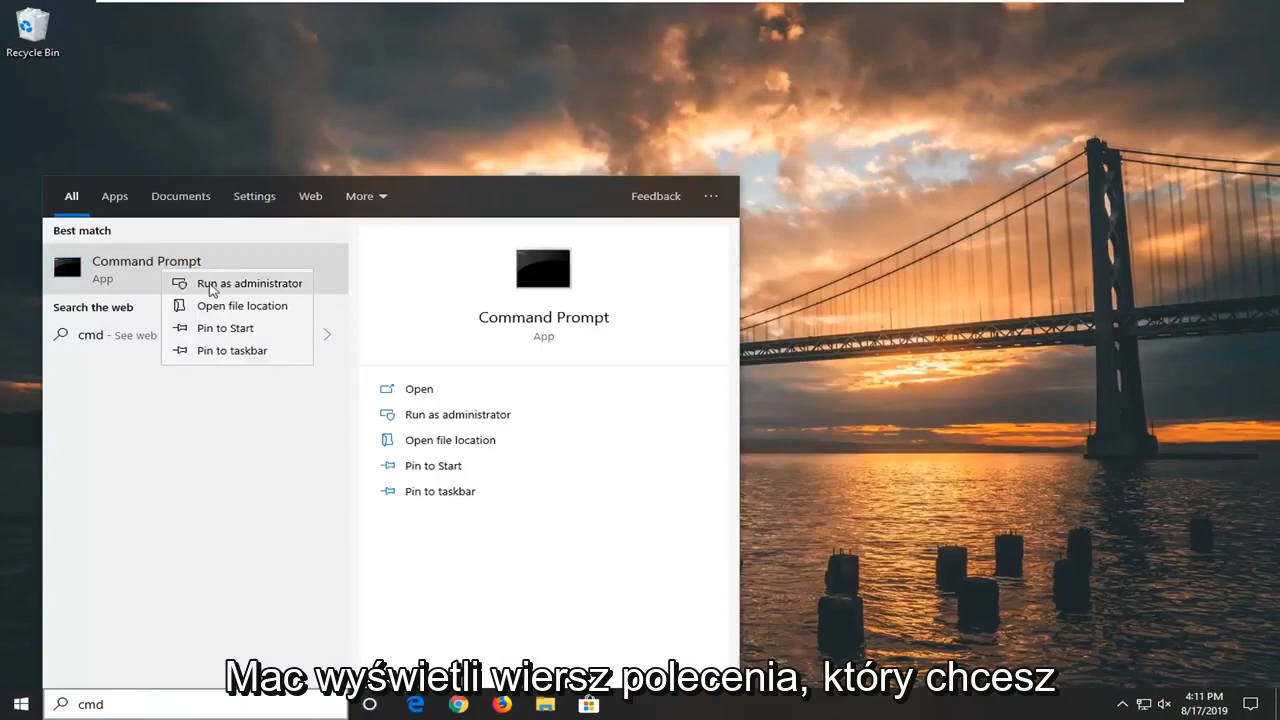 Recycle Bin
All Apps Documents Settings Web More Feedback ...
Best match
Command Prompt
App
Run as administrator
Open file location
Pin to Start
Pin to taskbar
Search the web
cmd - See web
Command Prompt
App
Open
Run as administrator
Open file location
Pin to Start
Pin to taskbar
Mac wyświetli wiersz polecenia, który chcesz
cmd
4:11 PM
8/17/2019